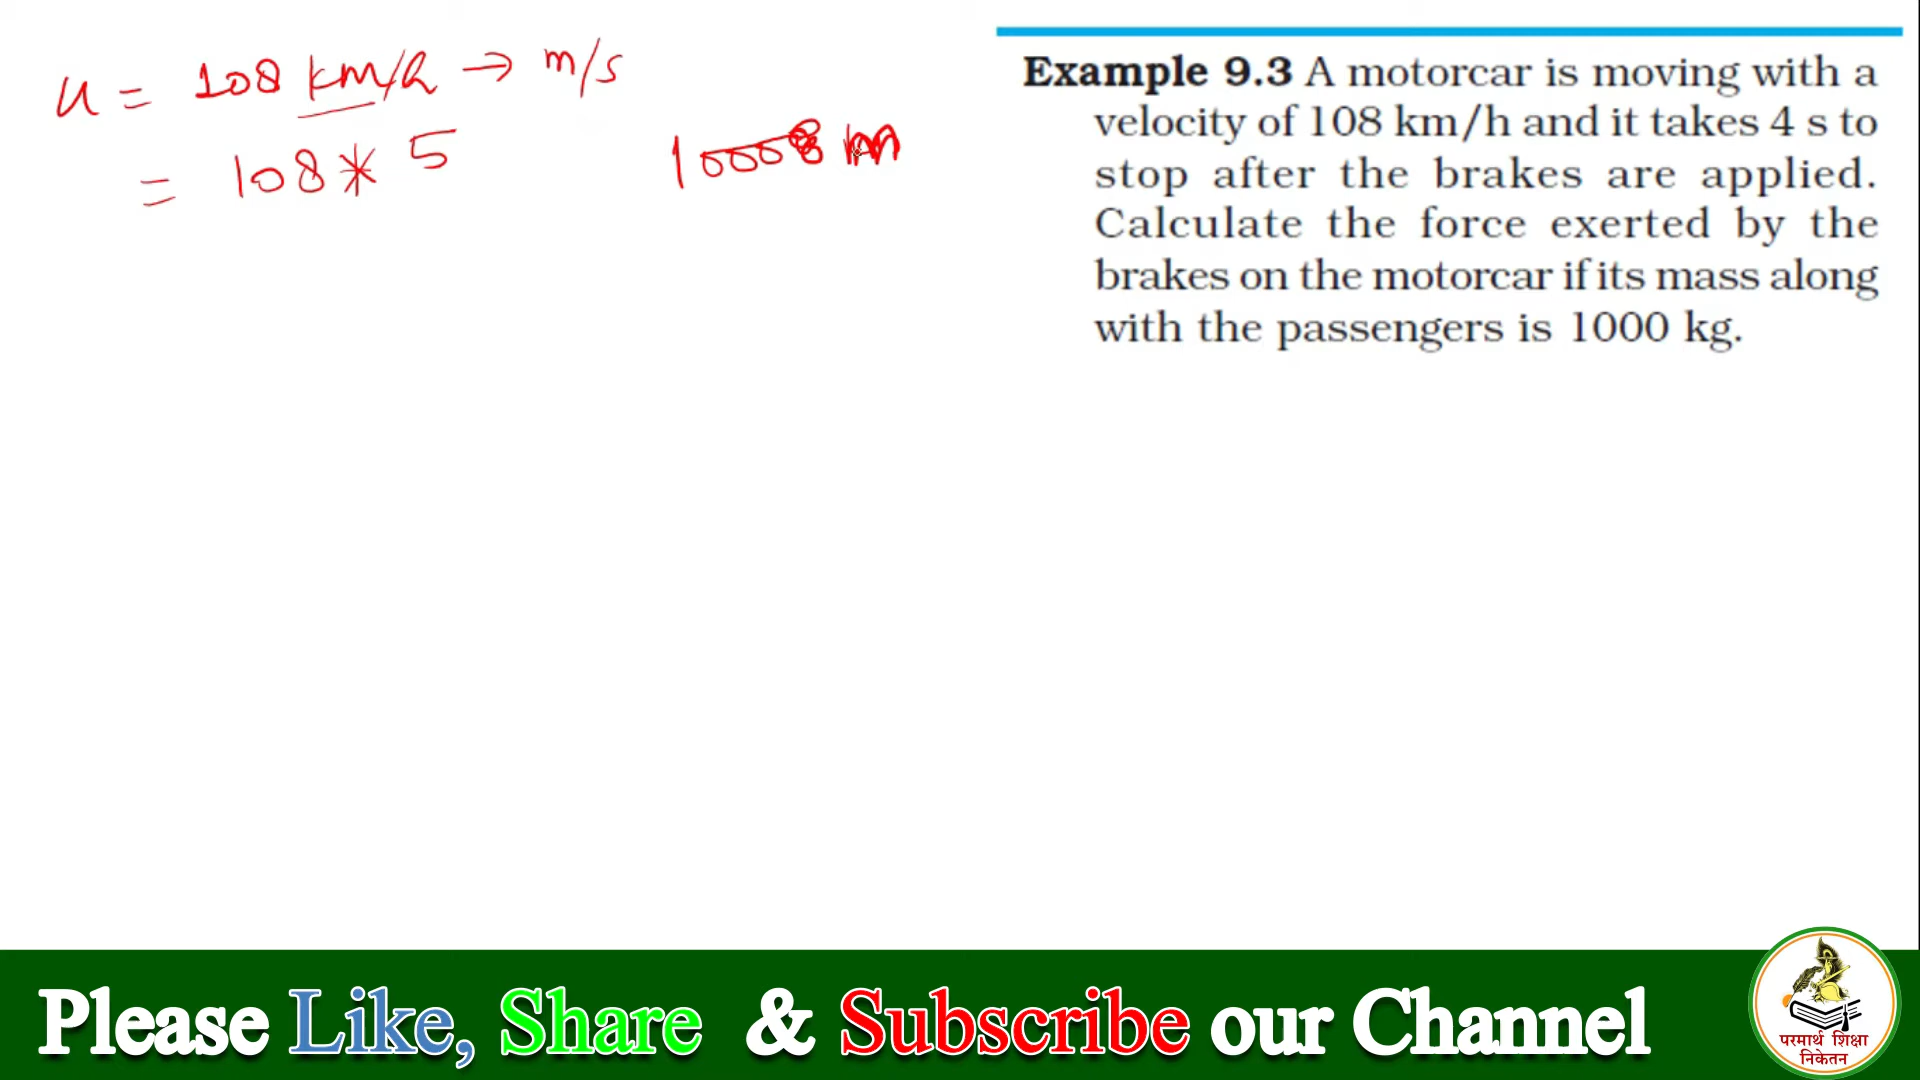 u = 108 km/h → m/s
= 108 * 5
Example 9.3 A motorcar is moving with a
velocity of 108 km/h and it takes 4 s to
stop after the brakes are applied.
Calculate the force exerted by the
brakes on the motorcar if its mass along
with the passengers is 1000 kg.
Please Like, Share & Subscribe our Channel
परमार्थ शिक्षा
निकेतन